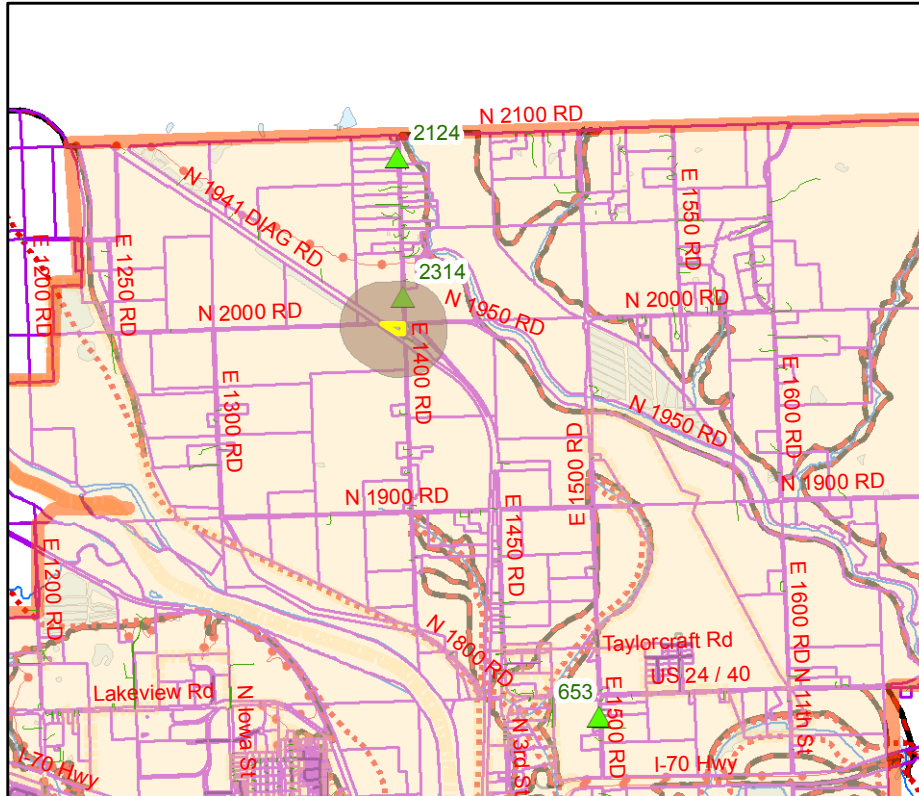 N 2100 RD
2124
N 1941 DIAG RD
E 1550 RD
E 1200 RD
E 1250 RD
2314
N 2000 RD
N 1950 RD
N 2000 RD
E 1400 RD
E 1300 RD
E 1600 RD
N 1950 RD
E 1500 RD
N 1900 RD
N 1900 RD
E 1450 RD
E 1200 RD
E 1600 RD
N 1800 RD
Taylorcraft Rd
US 24 / 40
653
Lakeview Rd
N Iowa St
N 3rd St
E 1500 RD
N 11th St
I-70 Hwy
I-70 Hwy